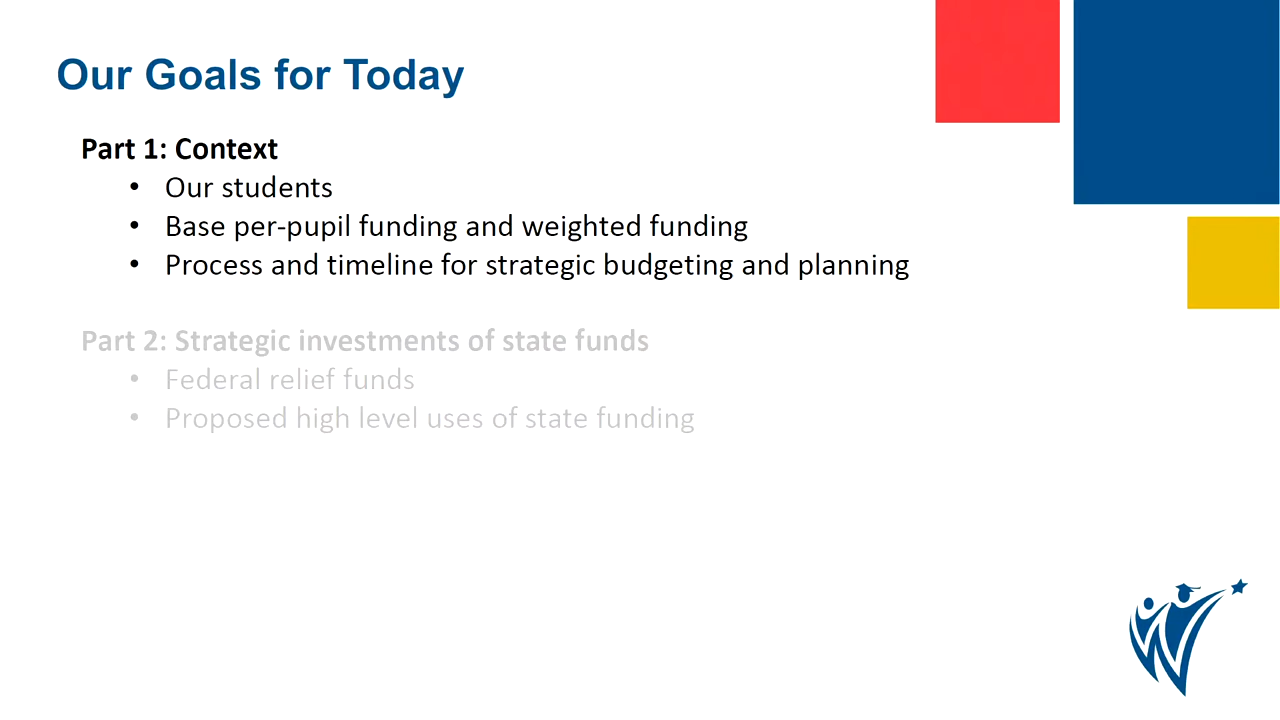 Our Goals for Today
Part 1: Context
• Our students
• Base per-pupil funding and weighted funding
• Process and timeline for strategic budgeting and planning
Part 2: Strategic investments of state funds
• Federal relief funds
• Proposed high level uses of state funding